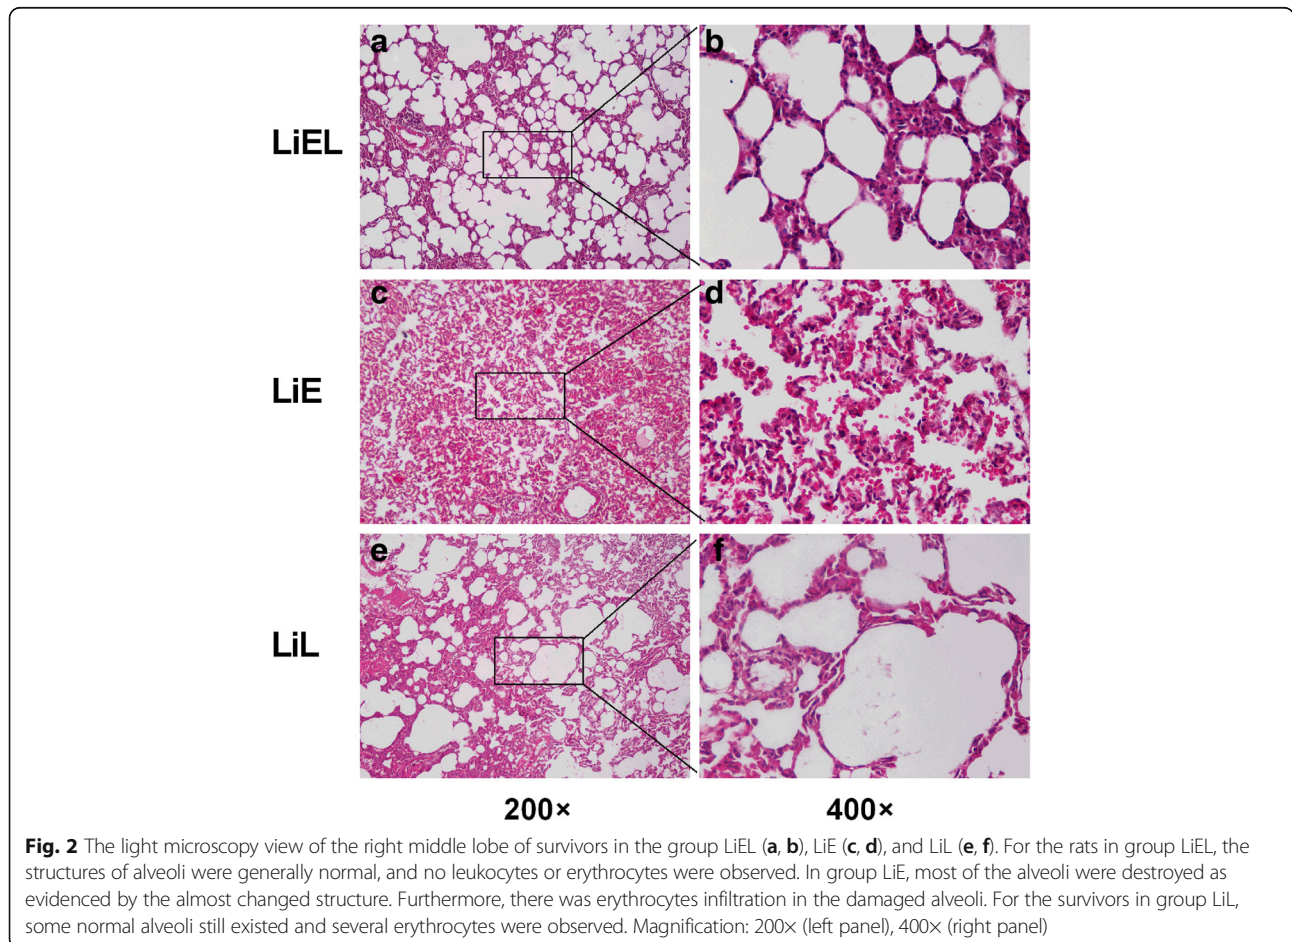 a b
LiEL
c d
LiE
e f
LiL
200× 400×
Fig. 2 The light microscopy view of the right middle lobe of survivors in the group LiEL (a, b), LiE (c, d), and LiL (e, f). For the rats in group LiEL, the
structures of alveoli were generally normal, and no leukocytes or erythrocytes were observed. In group LiE, most of the alveoli were destroyed as
evidenced by the almost changed structure. Furthermore, there was erythrocytes infiltration in the damaged alveoli. For the survivors in group LiL,
some normal alveoli still existed and several erythrocytes were observed. Magnification: 200× (left panel), 400× (right panel)